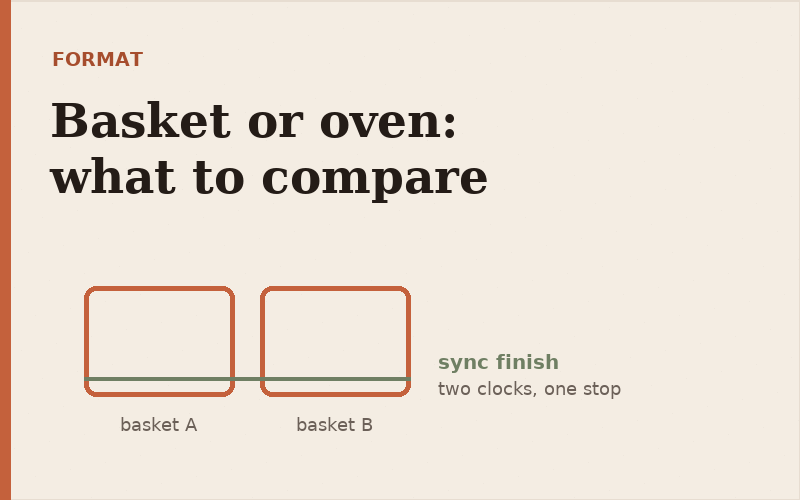 FORMAT
Basket or oven:
what to compare
sync finish
two clocks, one stop
basket A
basket B